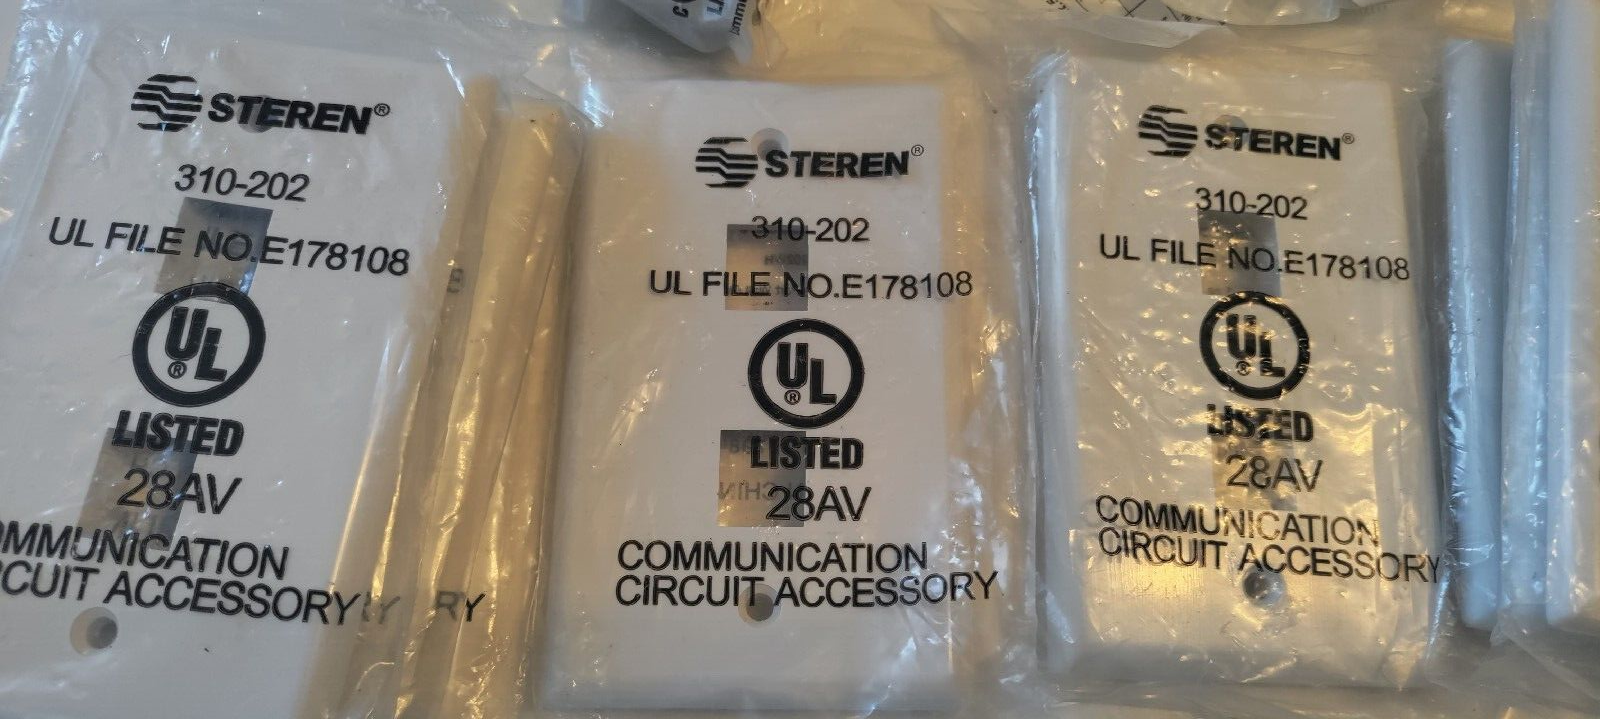 STEREN®
310-202
UL FILE NO.E178108
UL®
LISTED
28AV
COMMUNICATION
CIRCUIT ACCESSORY
RY
STEREN®
310-202
UL FILE NO.E178108
UL®
LISTED
28AV
COMMUNICATION
CIRCUIT ACCESSORY
STEREN®
310-202
UL FILE NO.E178108
UL®
LISTED
28AV
COMMUNICATION
CIRCUIT ACCESSORY